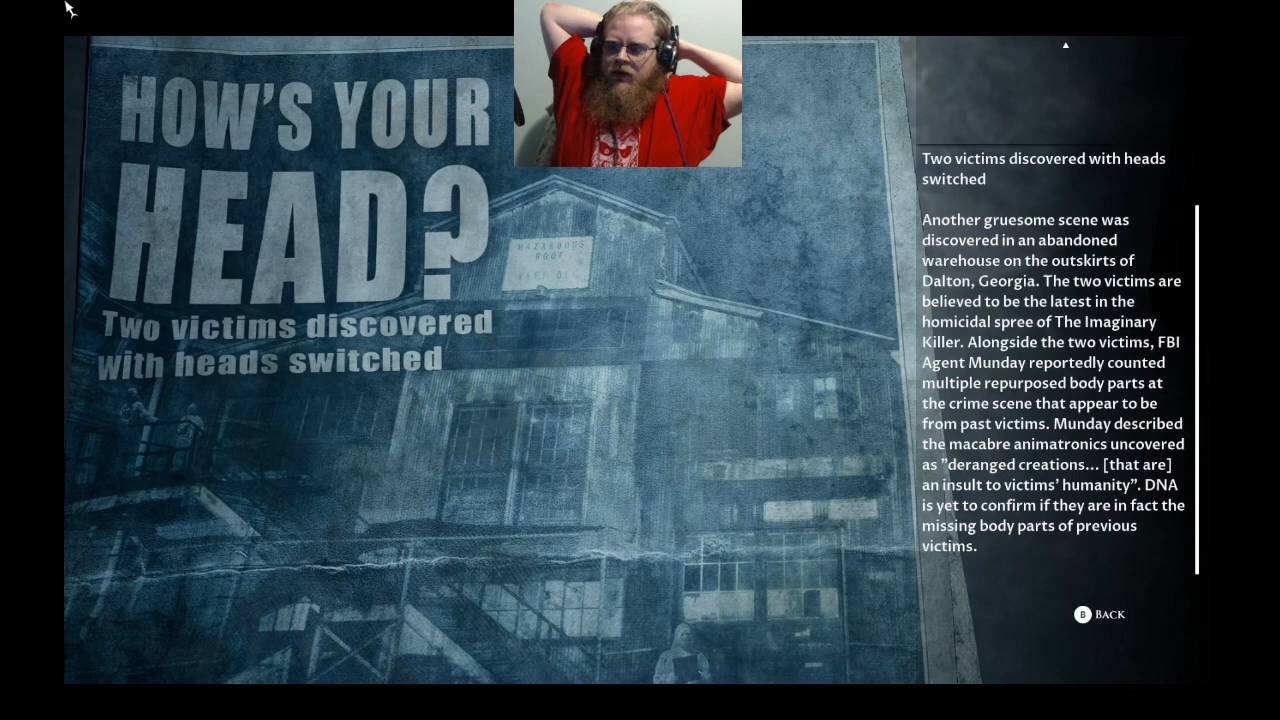 HOW'S YOUR
HEAD?
Two victims discovered
with heads switched
HAZARDOUS
ROOF
KEEP OUT
Two victims discovered with heads
switched
Another gruesome scene was
discovered in an abandoned
warehouse on the outskirts of
Dalton, Georgia. The two victims are
believed to be the latest in the
homicidal spree of The Imaginary
Killer. Alongside the two victims, FBI
Agent Munday reportedly counted
multiple repurposed body parts at
the crime scene that appear to be
from past victims. Munday described
the macabre animatronics uncovered
as "deranged creations... [that are]
an insult to victims' humanity". DNA
is yet to confirm if they are in fact the
missing body parts of previous
victims.
B BACK